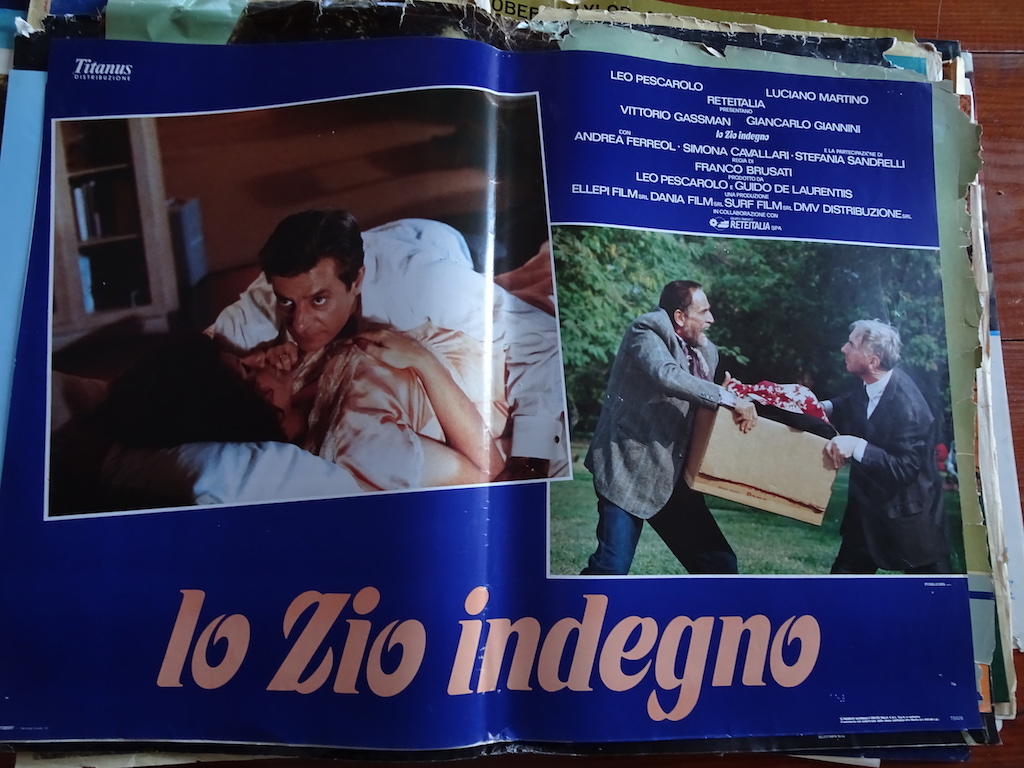 OBER
Titanus
DISTRIBUZIONE
LEO PESCAROLO LUCIANO MARTINO
RETEITALIA
PRESENTANO
VITTORIO GASSMAN GIANCARLO GIANNINI
lo Zio indegno
CON E LA PARTECIPAZIONE DI
ANDREA FERREOL · SIMONA CAVALLARI · STEFANIA SANDRELLI
REGIA DI
FRANCO BRUSATI
PRODOTTO DA
LEO PESCAROLO E GUIDO DE LAURENTIIS
UNA PRODUZIONE
ELLEPI FILM SRL DANIA FILM SRL SURF FILM SRL DMV DISTRIBUZIONE SRL
IN COLLABORAZIONE CON
RETEITALIA SPA
lo Zio indegno